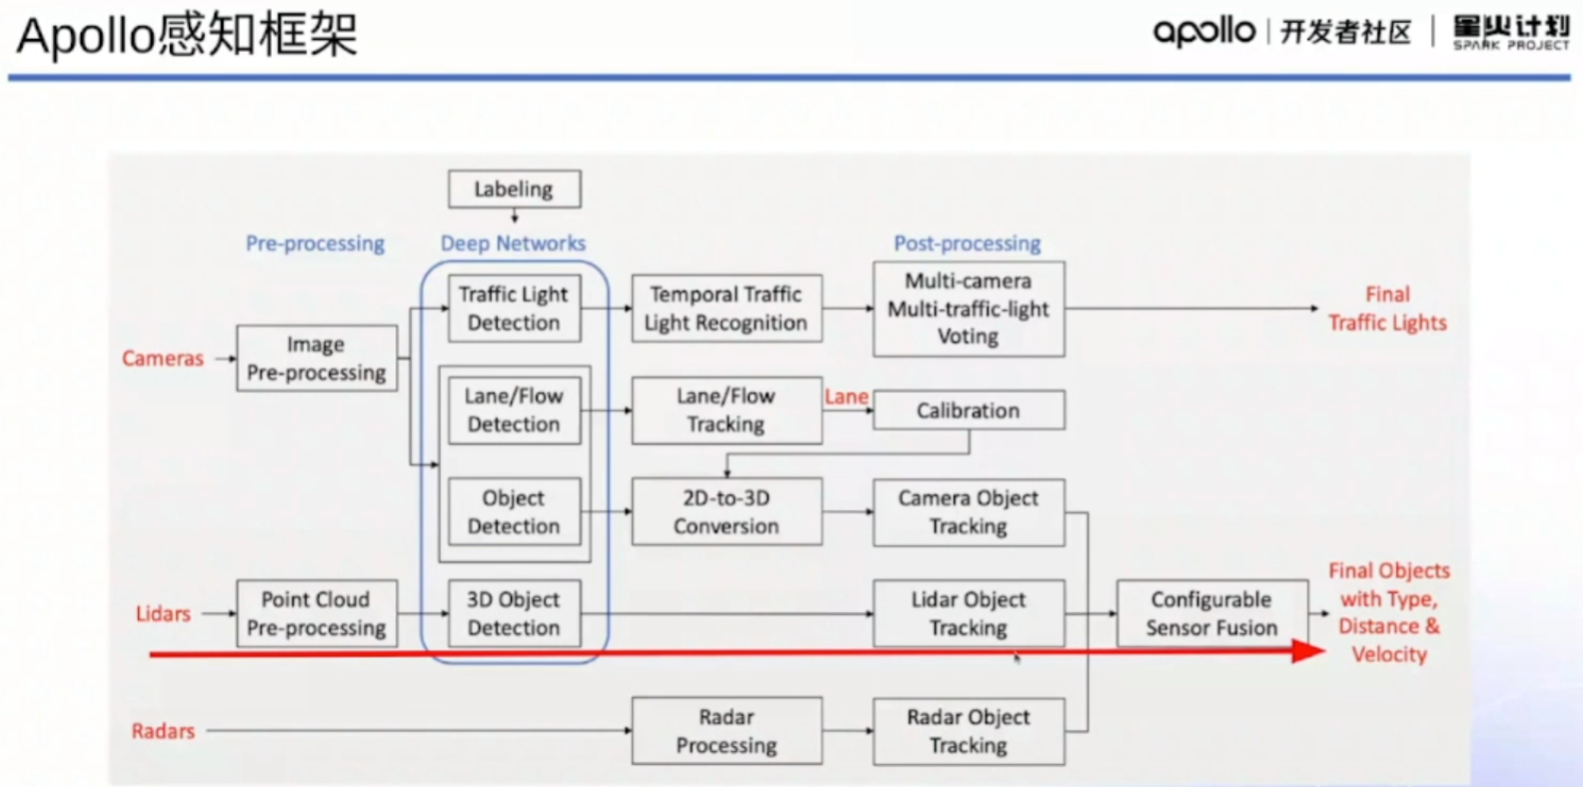 Apollo感知框架
apollo 开发者社区 星火计划
SPARK PROJECT
Labeling
Pre-processing
Deep Networks
Post-processing
Traffic Light
Detection
Temporal Traffic
Light Recognition
Multi-camera
Multi-traffic-light
Voting
Final
Traffic Lights
Cameras
Image
Pre-processing
Lane/Flow
Detection
Lane/Flow
Tracking
Lane
Calibration
Object
Detection
2D-to-3D
Conversion
Camera Object
Tracking
Lidars
Point Cloud
Pre-processing
3D Object
Detection
Lidar Object
Tracking
Configurable
Sensor Fusion
Final Objects
with Type,
Distance &
Velocity
Radars
Radar
Processing
Radar Object
Tracking